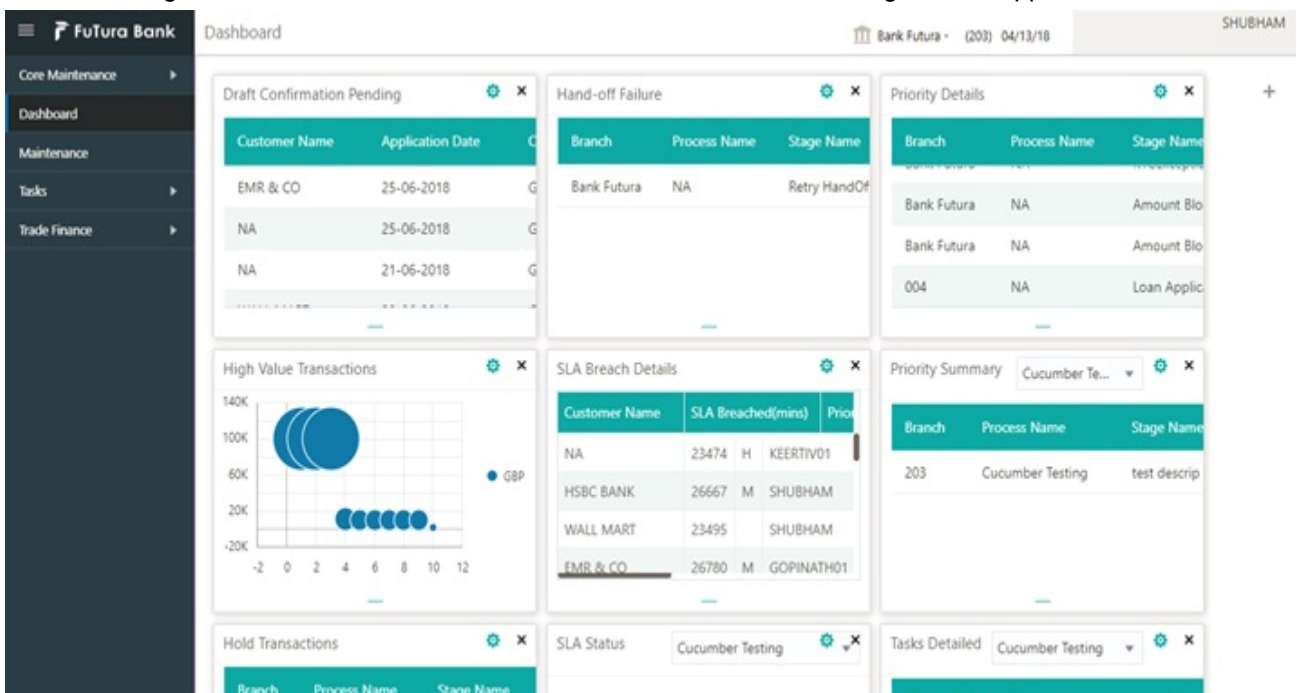 FuTura Bank
Dashboard
Bank Futura - (203) 04/13/18
SHUBHAM
Core Maintenance
Dashboard
Maintenance
Tasks
Trade Finance
Draft Confirmation Pending
Customer Name Application Date
EMR & CO 25-06-2018 G
NA 25-06-2018 G
NA 21-06-2018 G
Hand-off Failure
Branch Process Name Stage Name
Bank Futura NA Retry HandOf
Priority Details
Branch Process Name Stage Name
Bank Futura NA Amount Blo
Bank Futura NA Amount Blo
004 NA Loan Applic
High Value Transactions
140K
100K
60K
20K
-20K
-2 0 2 4 6 8 10 12
GBP
SLA Breach Details
Customer Name SLA Breached(mins) Prior
NA 23474 H KEERTIV01
HSBC BANK 26667 M SHUBHAM
WALL MART 23495 SHUBHAM
EMR & CO 26780 M GOPINATH01
Priority Summary Cucumber Te...
Branch Process Name Stage Name
203 Cucumber Testing test descrip
Hold Transactions
Branch Process Name Stage Name
SLA Status Cucumber Testing
Tasks Detailed Cucumber Testing